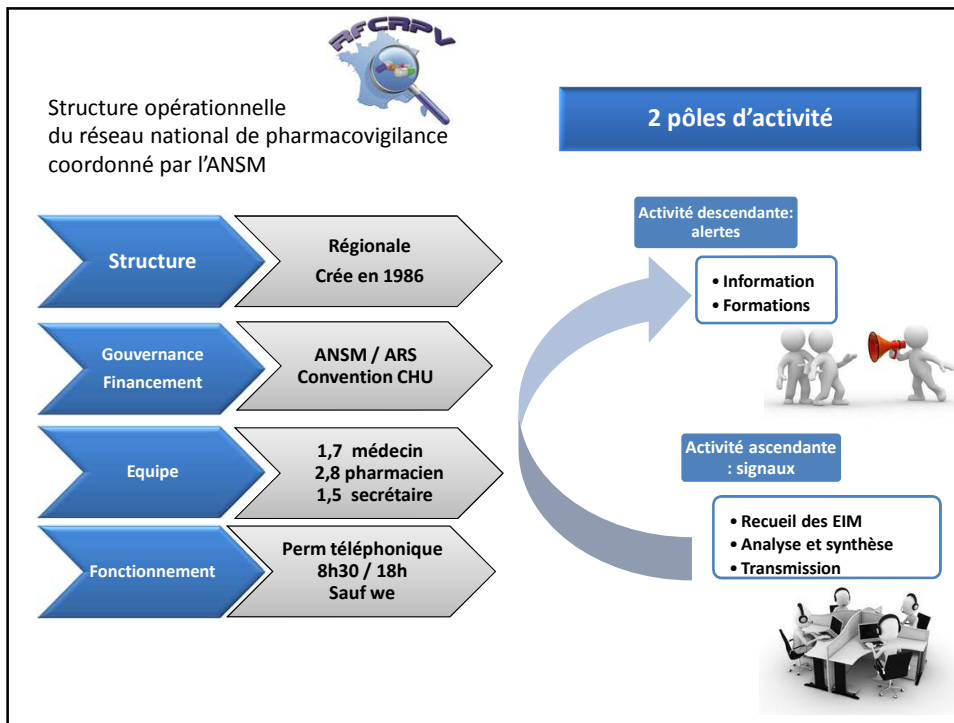 RFCRPV
Structure opérationnelle
du réseau national de pharmacovigilance
coordonné par l’ANSM
2 pôles d’activité
Structure
Régionale
Crée en 1986
Gouvernance
Financement
ANSM / ARS
Convention CHU
Equipe
1,7 médecin
2,8 pharmacien
1,5 secrétaire
Fonctionnement
Perm téléphonique
8h30 / 18h
Sauf we
Activité descendante:
alertes
• Information
• Formations
Activité ascendante
: signaux
• Recueil des EIM
• Analyse et synthèse
• Transmission